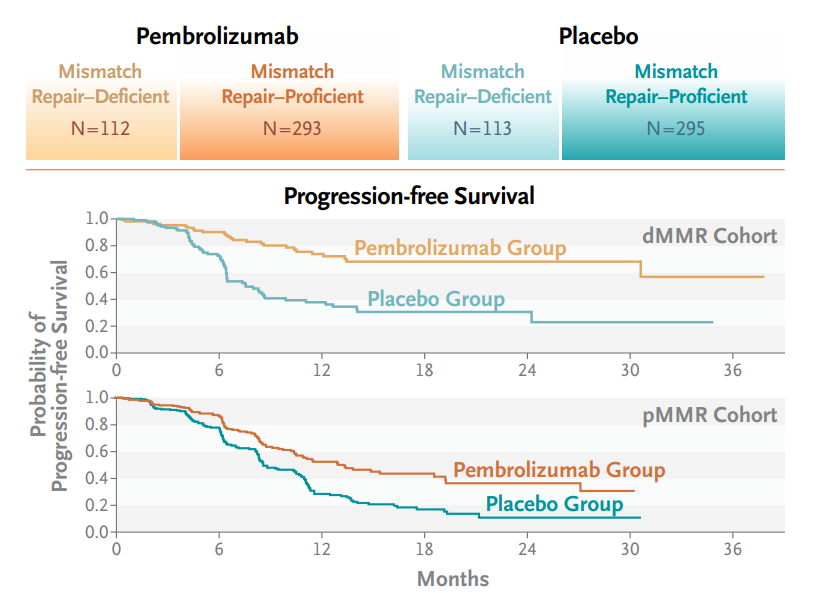 Pembrolizumab
Placebo
Mismatch
Repair–Deficient
N=112
Mismatch
Repair–Proficient
N=293
Mismatch
Repair–Deficient
N=113
Mismatch
Repair–Proficient
N=295
Progression-free Survival
Probability of
Progression-free Survival
1.0
0.8
0.6
0.4
0.2
0.0
dMMR Cohort
Pembrolizumab Group
Placebo Group
0 6 12 18 24 30 36
1.0
0.8
0.6
0.4
0.2
0.0
pMMR Cohort
Pembrolizumab Group
Placebo Group
0 6 12 18 24 30 36
Months